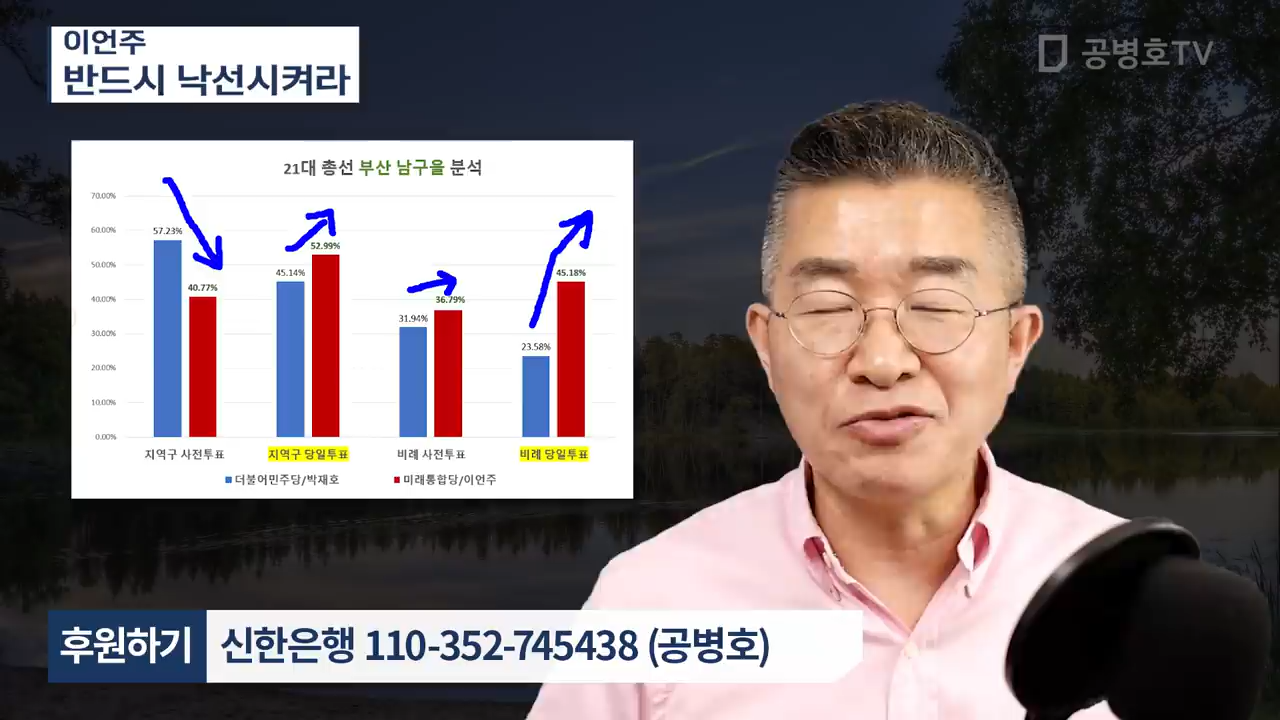 이언주
반드시 낙선시켜라
공병호TV
21대 총선 부산 남구을 분석
70.00%
60.00%
50.00%
40.00%
30.00%
20.00%
10.00%
0.00%
57.23%
40.77%
45.14%
52.99%
31.94%
36.79%
23.58%
45.18%
지역구 사전투표
지역구 당일투표
비례 사전투표
비례 당일투표
더불어민주당/박재호
미래통합당/이언주
후원하기
신한은행 110-352-745438 (공병호)